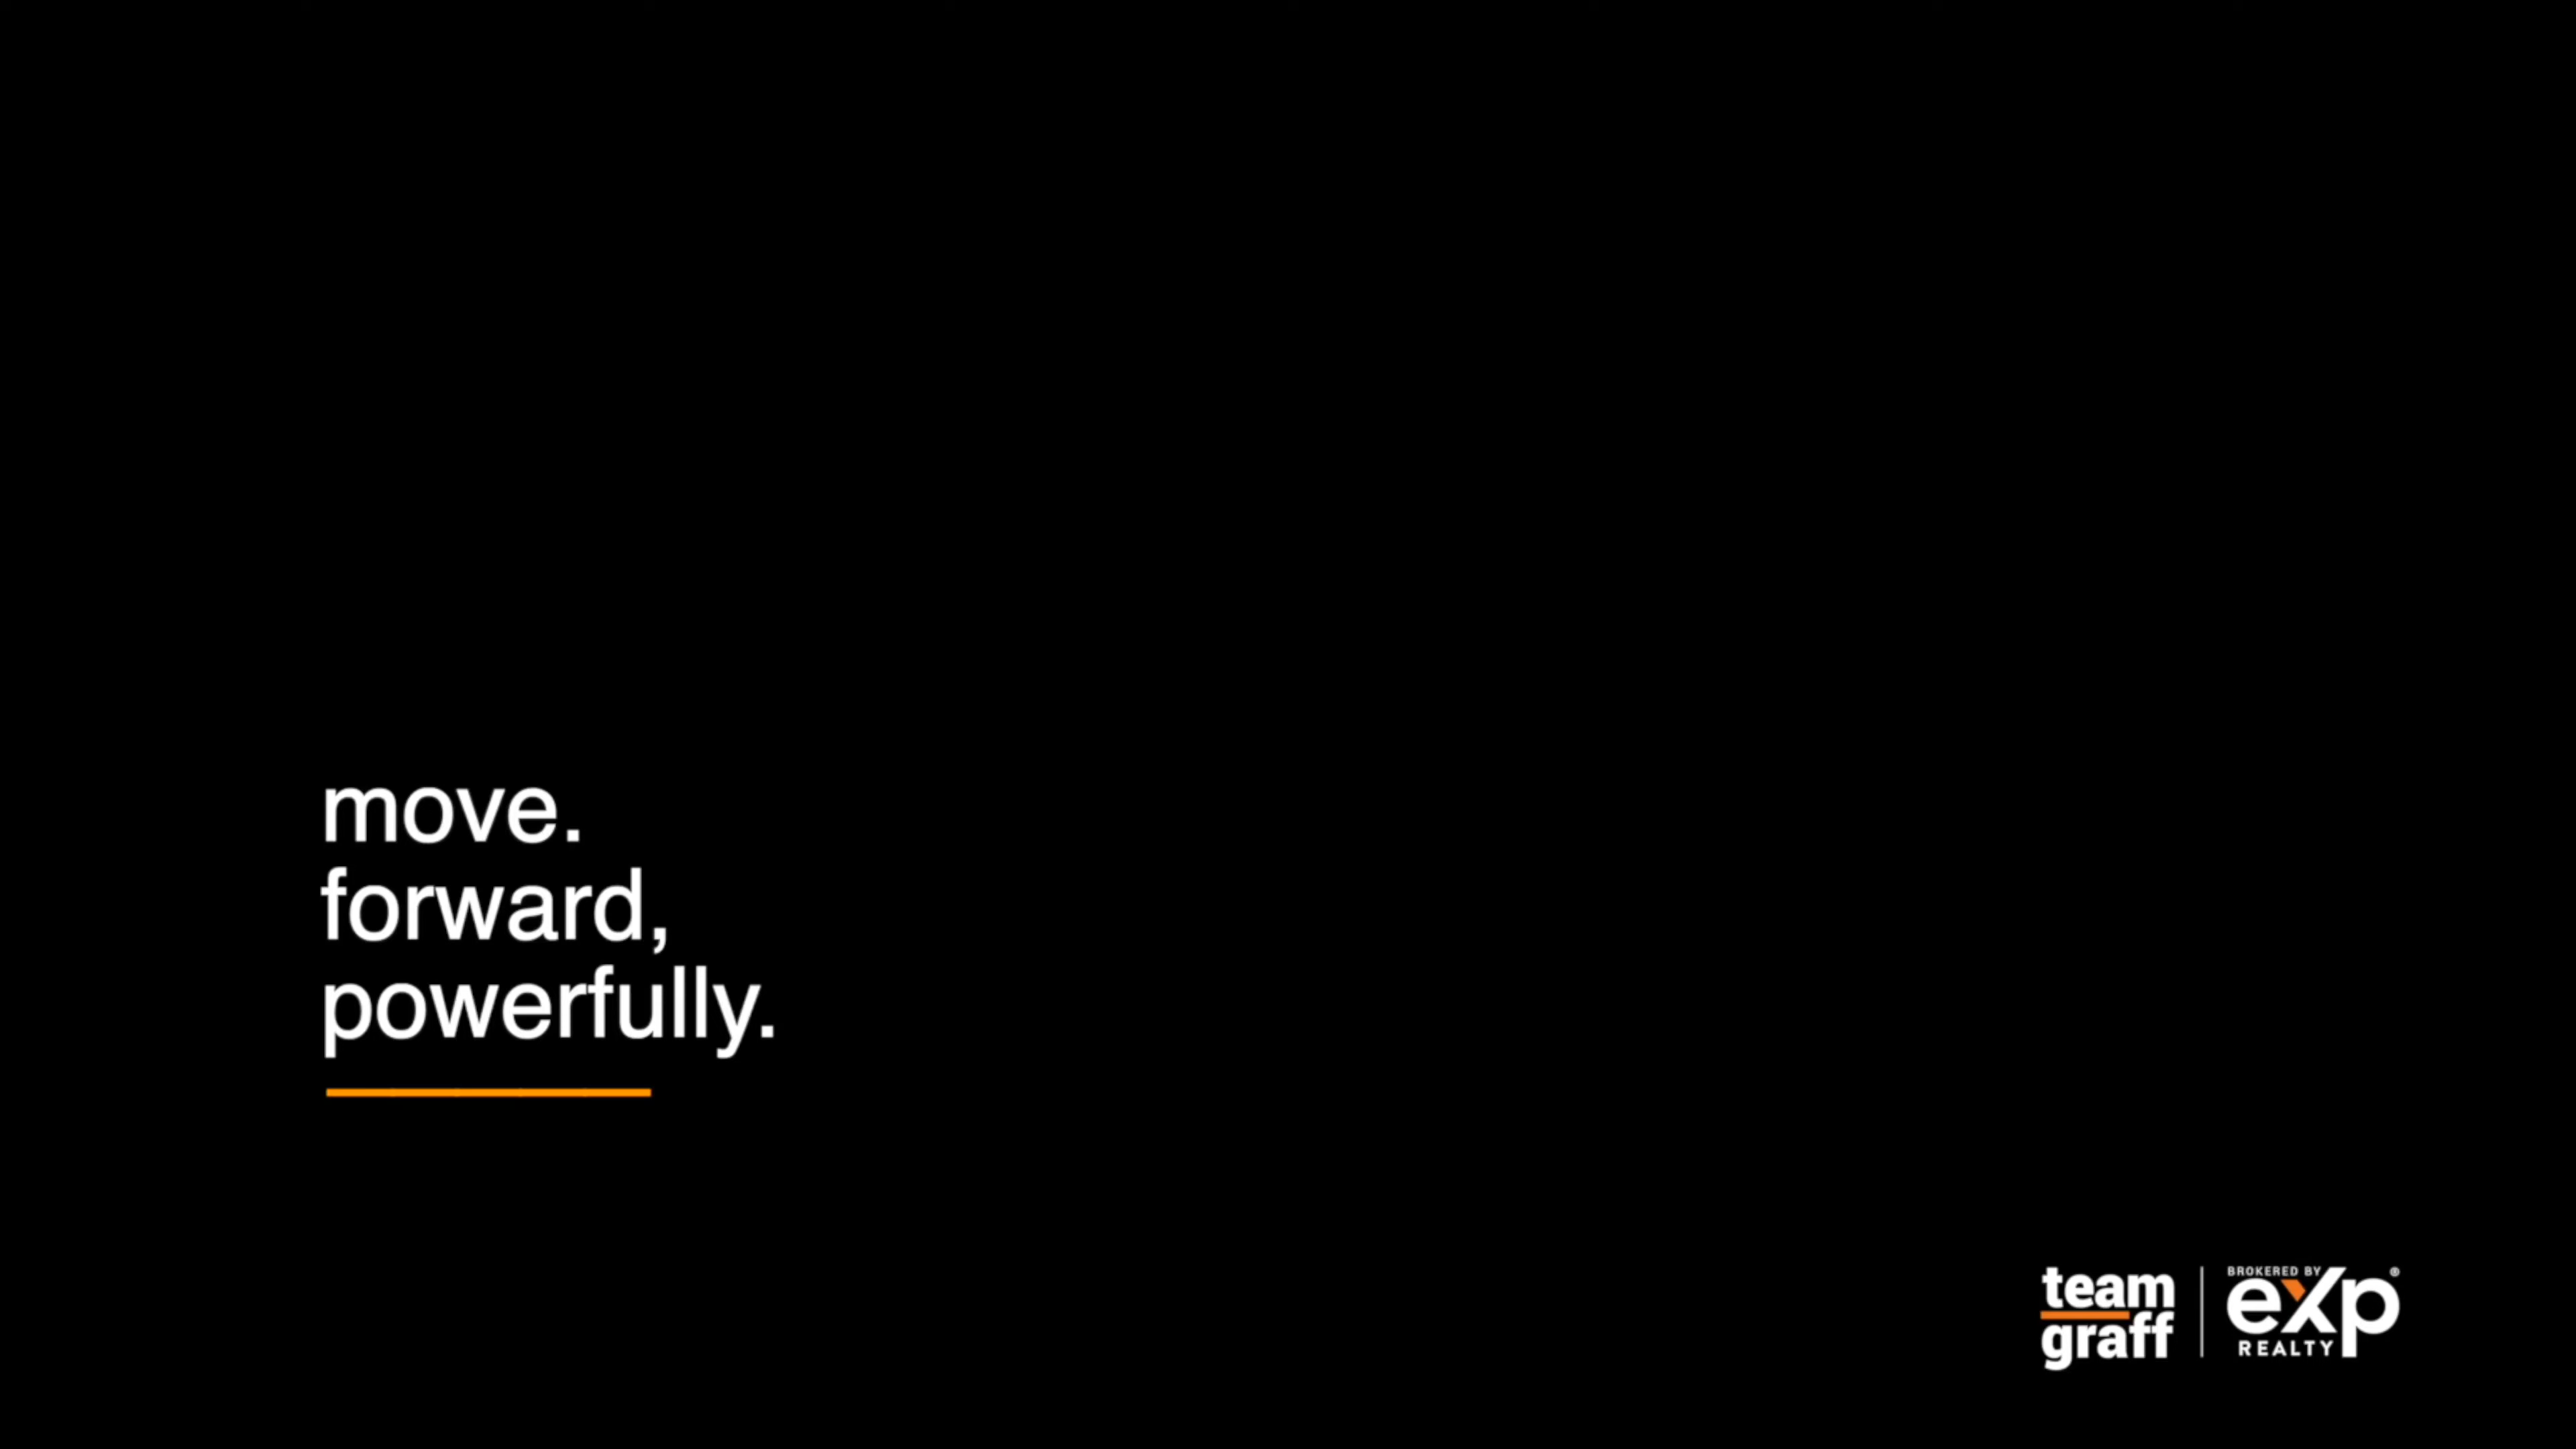 move.
forward,
powerfully.
team
graff
BROKERED BY
eXp®
REALTY